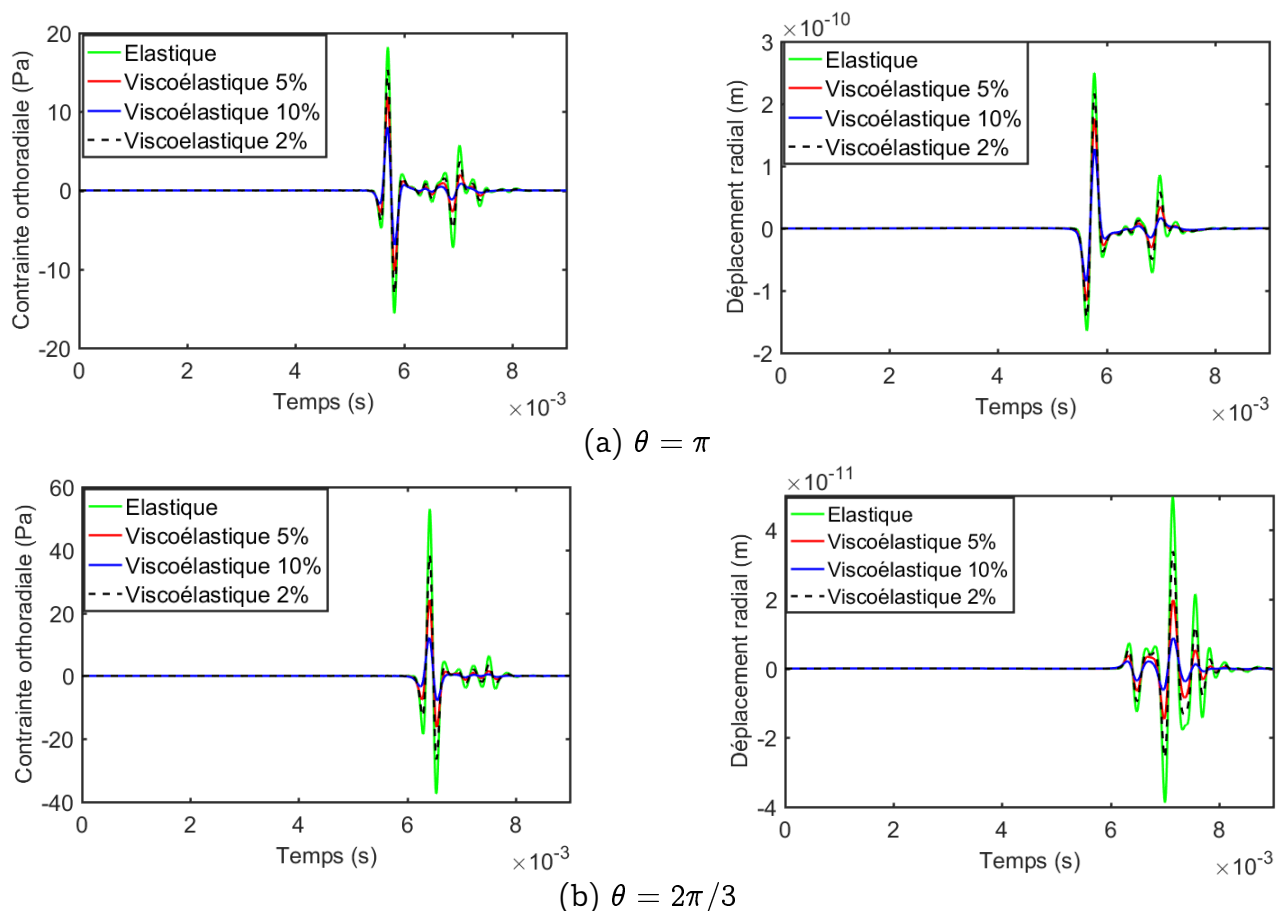 Contrainte orthoradiale (Pa)
20
10
0
-10
-20
Elastique
Viscoélastique 5%
Viscoélastique 10%
Viscoelastique 2%
0 2 4 6 8
Temps (s)
×10^-3
Déplacement radial (m)
×10^-10
3
2
1
0
-1
-2
Elastique
Viscoélastique 5%
Viscoélastique 10%
Viscoélastique 2%
0 2 4 6 8
Temps (s)
×10^-3
(a) θ = π
Contrainte orthoradiale (Pa)
60
40
20
0
-20
-40
Elastique
Viscoélastique 5%
Viscoélastique 10%
Viscoélastique 2%
0 2 4 6 8
Temps (s)
×10^-3
Déplacement radial (m)
×10^-11
4
2
0
-2
-4
Elastique
Viscoélastique 5%
Viscoélastique 10%
Viscoélastique 2%
0 2 4 6 8
Temps (s)
×10^-3
(b) θ = 2π/3